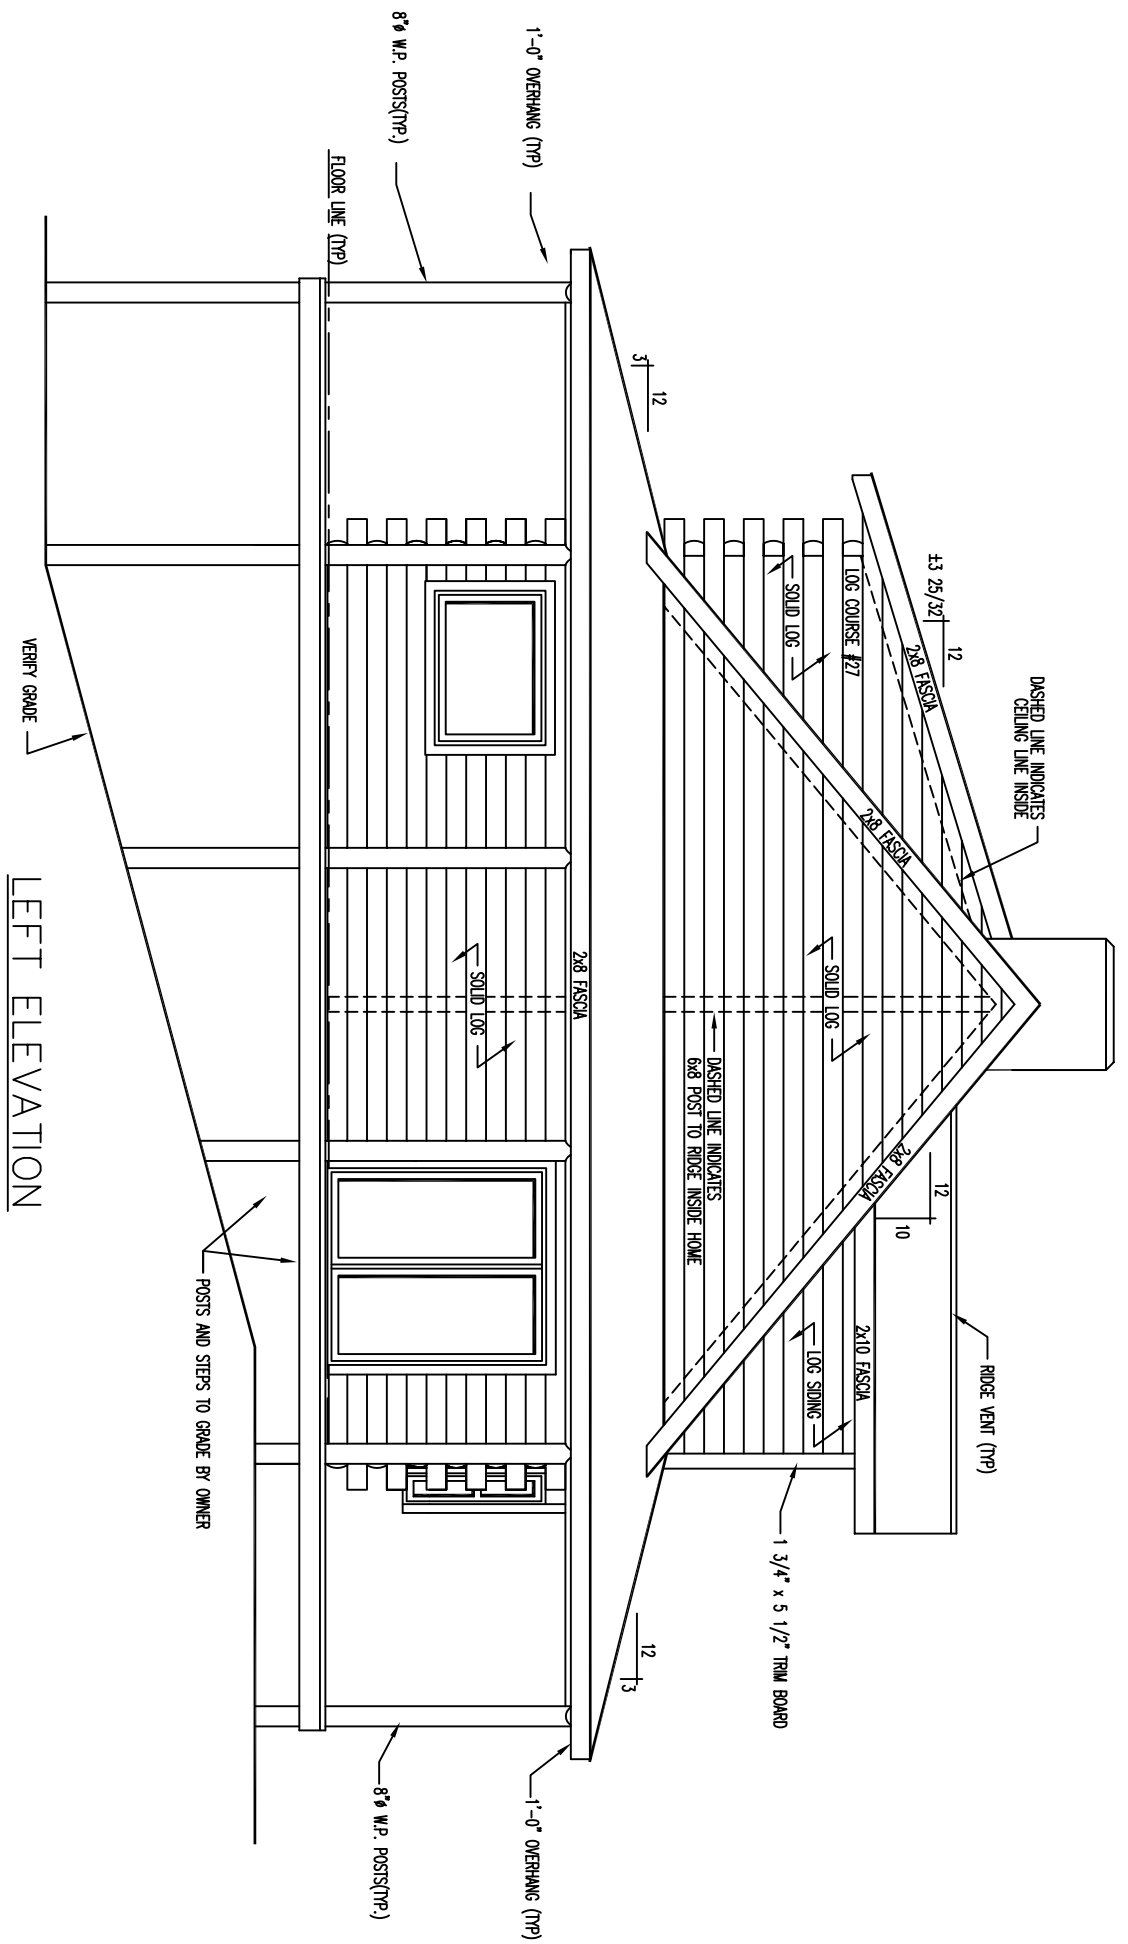 RIDGE VENT (TYP)
DASHED LINE INDICATES
CEILING LINE INSIDE
12
±3 25/32
2x8 FASCIA
12
10
2x8 FASCIA
2x8 FASCIA
LOG COURSE #27
2x10 FASCIA
SOLID LOG
SOLID LOG
LOG SIDING
1 3/4" x 5 1/2" TRIM BOARD
DASHED LINE INDICATES
6x8 POST TO RIDGE INSIDE HOME
12
3
12
3
1'-0" OVERHANG (TYP)
2x8 FASCIA
1'-0" OVERHANG (TYP)
SOLID LOG
8"ø W.P. POSTS(TYP.)
8"ø W.P. POSTS(TYP.)
FLOOR LINE (TYP)
POSTS AND STEPS TO GRADE BY OWNER
VERIFY GRADE
LEFT ELEVATION